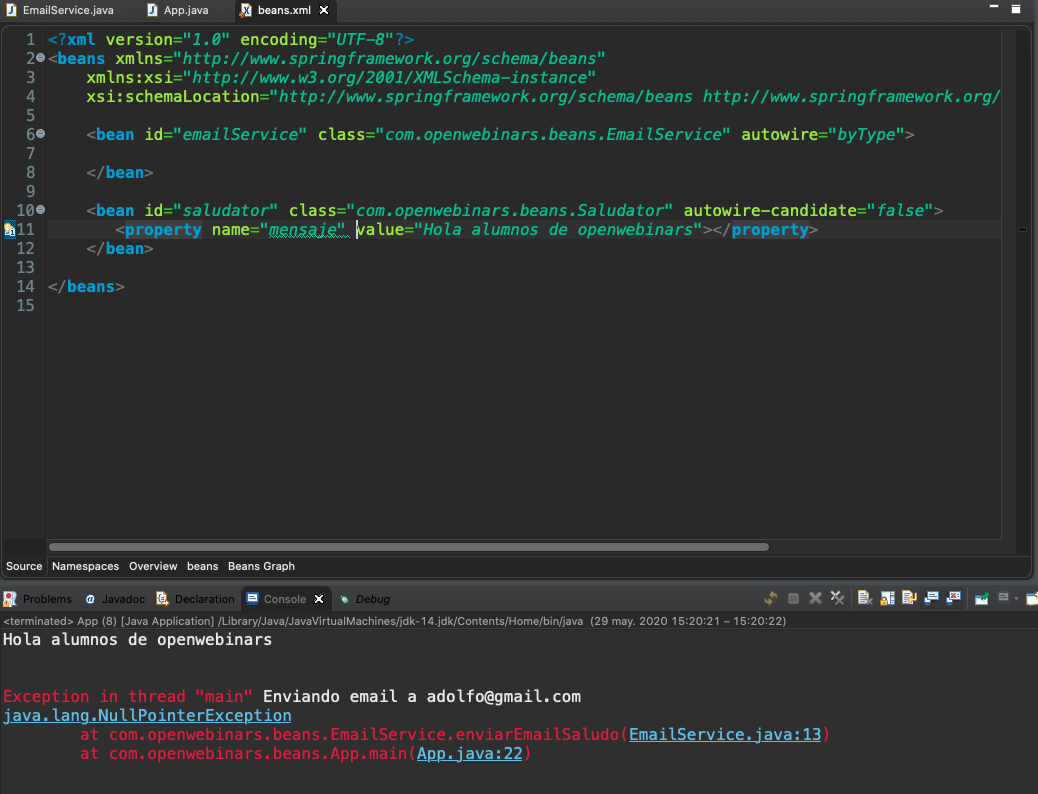 EmailService.java App.java beans.xml
1 <?xml version="1.0" encoding="UTF-8"?>
2 <beans xmlns="http://www.springframework.org/schema/beans"
3 xmlns:xsi="http://www.w3.org/2001/XMLSchema-instance"
4 xsi:schemaLocation="http://www.springframework.org/schema/beans http://www.springframework.org/
5
6 <bean id="emailService" class="com.openwebinars.beans.EmailService" autowire="byType">
7
8 </bean>
9
10 <bean id="saludator" class="com.openwebinars.beans.Saludator" autowire-candidate="false">
11 <property name="mensaje" value="Hola alumnos de openwebinars"></property>
12 </bean>
13
14 </beans>
15
Source Namespaces Overview beans Beans Graph
Problems @ Javadoc Declaration Console Debug
<terminated> App (8) [Java Application] /Library/Java/JavaVirtualMachines/jdk-14.jdk/Contents/Home/bin/java (29 may. 2020 15:20:21 – 15:20:22)
Hola alumnos de openwebinars
Exception in thread "main" Enviando email a adolfo@gmail.com
java.lang.NullPointerException
at com.openwebinars.beans.EmailService.enviarEmailSaludo(EmailService.java:13)
at com.openwebinars.beans.App.main(App.java:22)